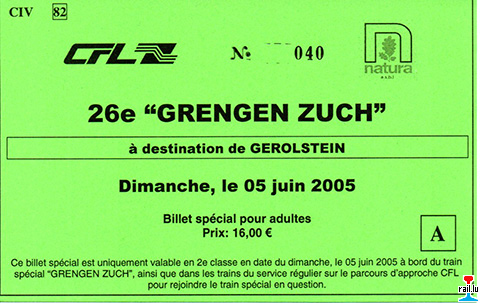 CIV 82
CFL N° 040 natura
asbl
26e “GRENGEN ZUCH”
à destination de GEROLSTEIN
Dimanche, le 05 juin 2005
Billet spécial pour adultes
Prix: 16,00 €
A
Ce billet spécial est uniquement valable en 2e classe en date du dimanche, le 05 juin 2005 à bord du train
spécial “GRENGEN ZUCH”, ainsi que dans les trains du service régulier sur le parcours d'approche CFL
pour rejoindre le train spécial en question.
rail.lu